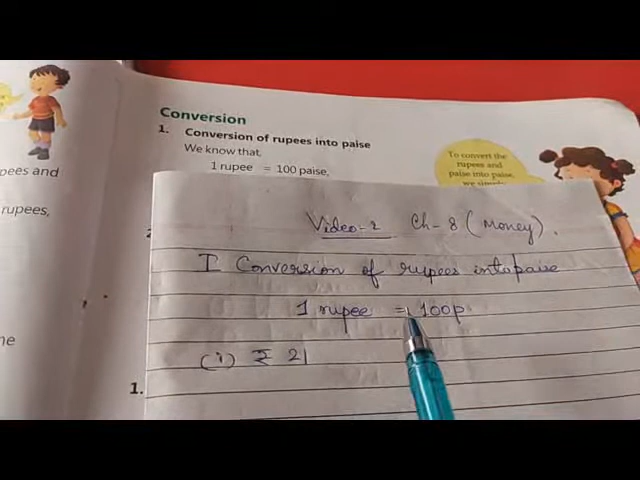 Conversion
1. Conversion of rupees into paise
We know that,
1 rupee = 100 paise,
To convert the
rupees and
paise into paise
we simply
pees and
rupees,
Video-2 Ch-8 (Money).
I Conversion of rupees into paise
1 rupee = 100p
(i) ₹ 21
1.